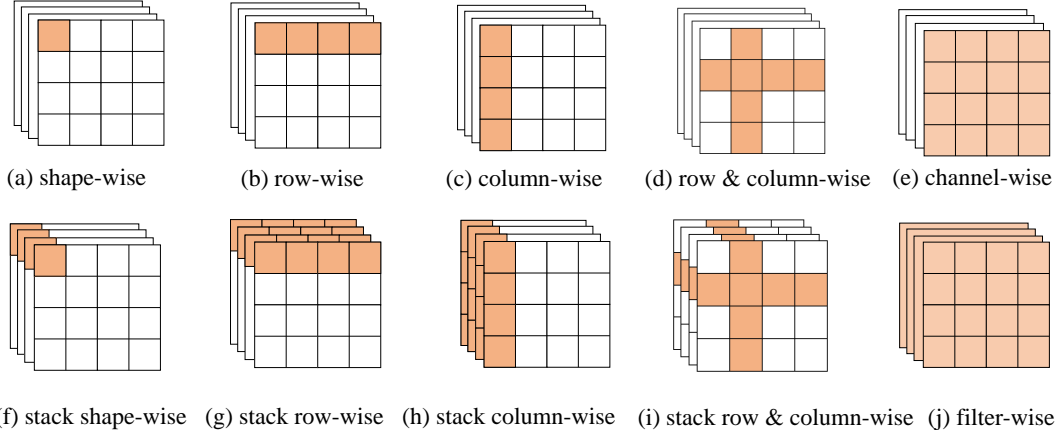 (a) shape-wise
(b) row-wise
(c) column-wise
(d) row & column-wise
(e) channel-wise
(f) stack shape-wise
(g) stack row-wise
(h) stack column-wise
(i) stack row & column-wise
(j) filter-wise